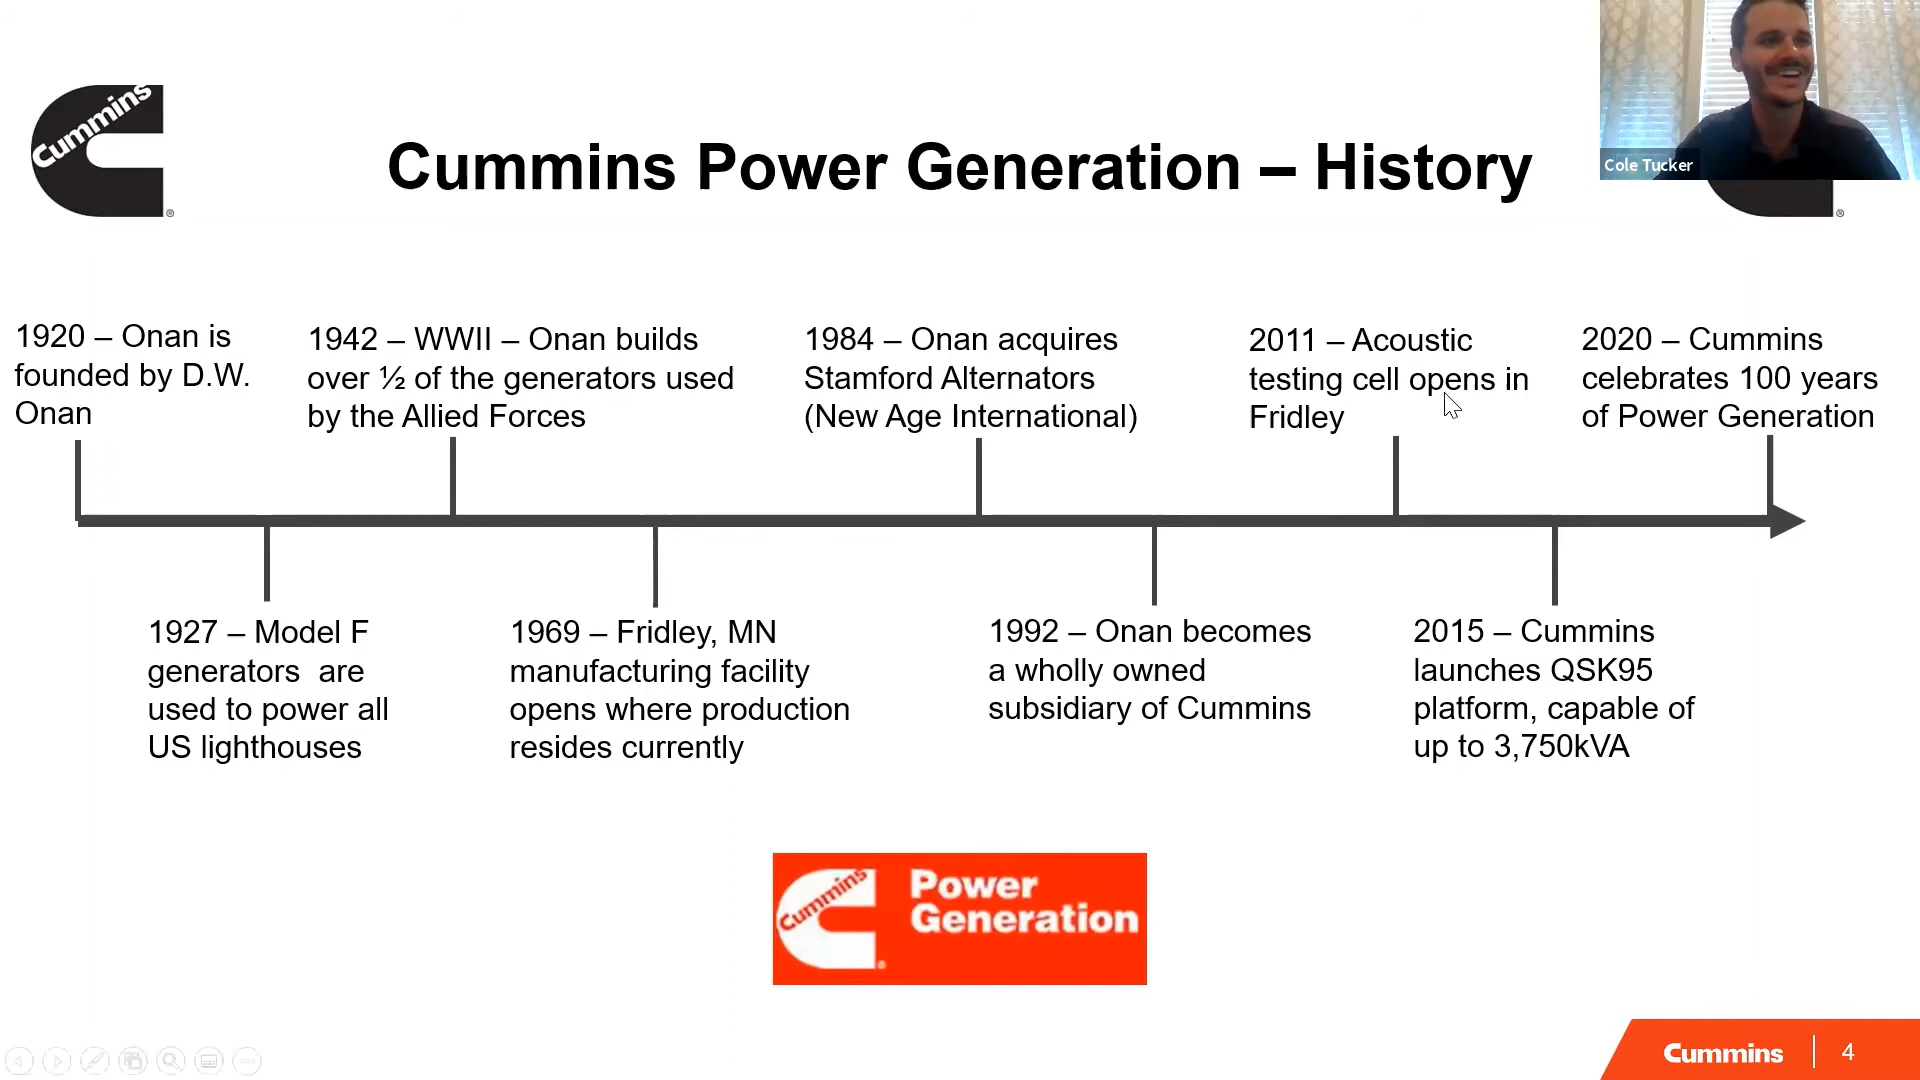 Cummins
®
Cummins Power Generation – History
Cole Tucker
®
1920 – Onan is
founded by D.W.
Onan
1942 – WWII – Onan builds
over ½ of the generators used
by the Allied Forces
1984 – Onan acquires
Stamford Alternators
(New Age International)
2011 – Acoustic
testing cell opens in
Fridley
2020 – Cummins
celebrates 100 years
of Power Generation
1927 – Model F
generators  are
used to power all
US lighthouses
1969 – Fridley, MN
manufacturing facility
opens where production
resides currently
1992 – Onan becomes
a wholly owned
subsidiary of Cummins
2015 – Cummins
launches QSK95
platform, capable of
up to 3,750kVA
Cummins
®
Power
Generation
Cummins
4